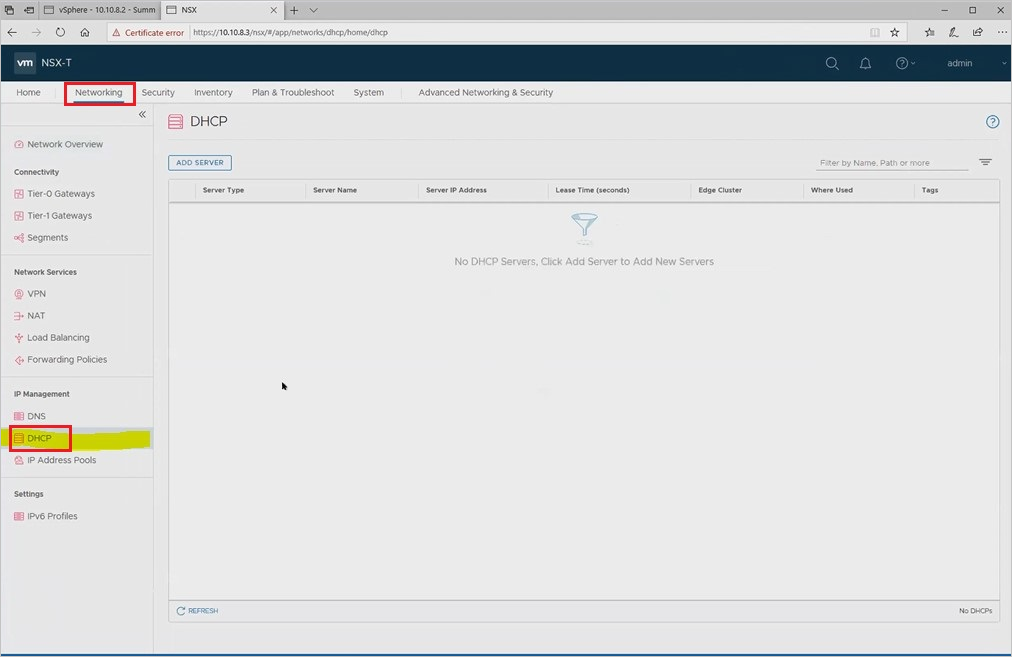 vSphere - 10.10.8.2 - Summ
NSX
Certificate error
https://10.10.8.3/nsx/#/app/networks/dhcp/home/dhcp
vm NSX-T
admin
Home Networking Security Inventory Plan & Troubleshoot System Advanced Networking & Security
DHCP
Network Overview
ADD SERVER
Filter by Name, Path or more
Connectivity
Server Type Server Name Server IP Address Lease Time (seconds) Edge Cluster Where Used Tags
Tier-0 Gateways
Tier-1 Gateways
Segments
No DHCP Servers, Click Add Server to Add New Servers
Network Services
VPN
NAT
Load Balancing
Forwarding Policies
IP Management
DNS
DHCP
IP Address Pools
Settings
IPv6 Profiles
REFRESH
No DHCPs